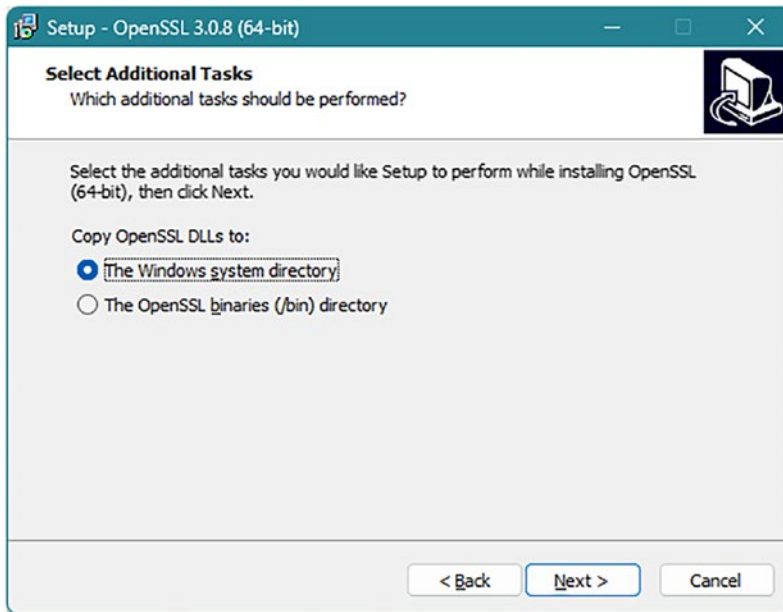 Setup - OpenSSL 3.0.8 (64-bit)
Select Additional Tasks
Which additional tasks should be performed?
Select the additional tasks you would like Setup to perform while installing OpenSSL
(64-bit), then click Next.
Copy OpenSSL DLLs to:
The Windows system directory
The OpenSSL binaries (/bin) directory
< Back Next > Cancel